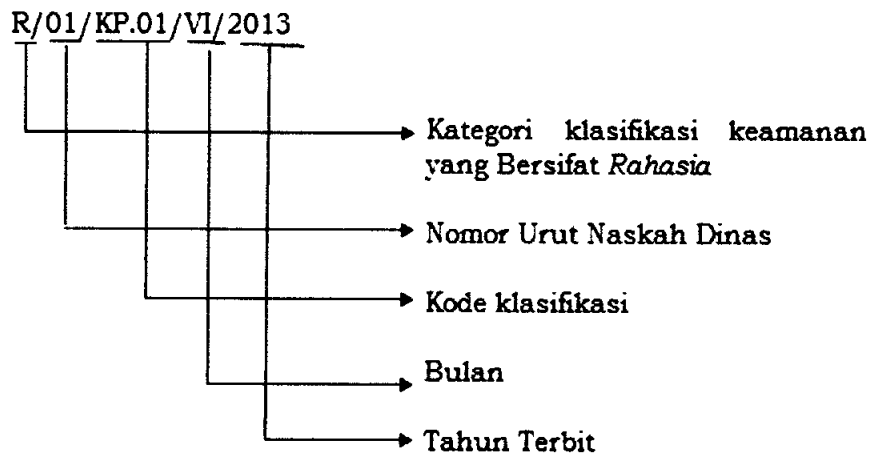 R/01/KP.01/VI/2013
Kategori klasifikasi keamanan
yang Bersifat Rahasia
Nomor Urut Naskah Dinas
Kode klasifikasi
Bulan
Tahun Terbit